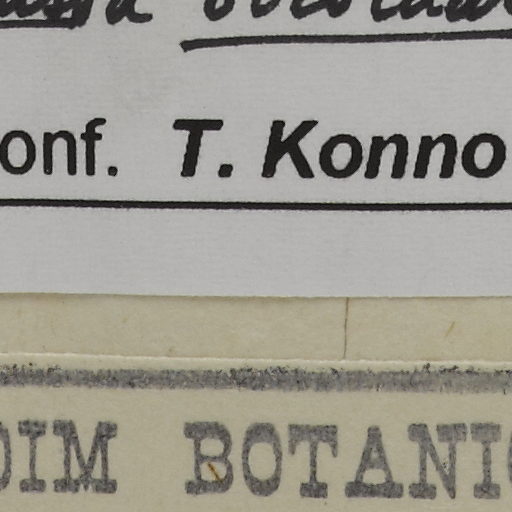 onf. T. Konno
DIM BOTANIC